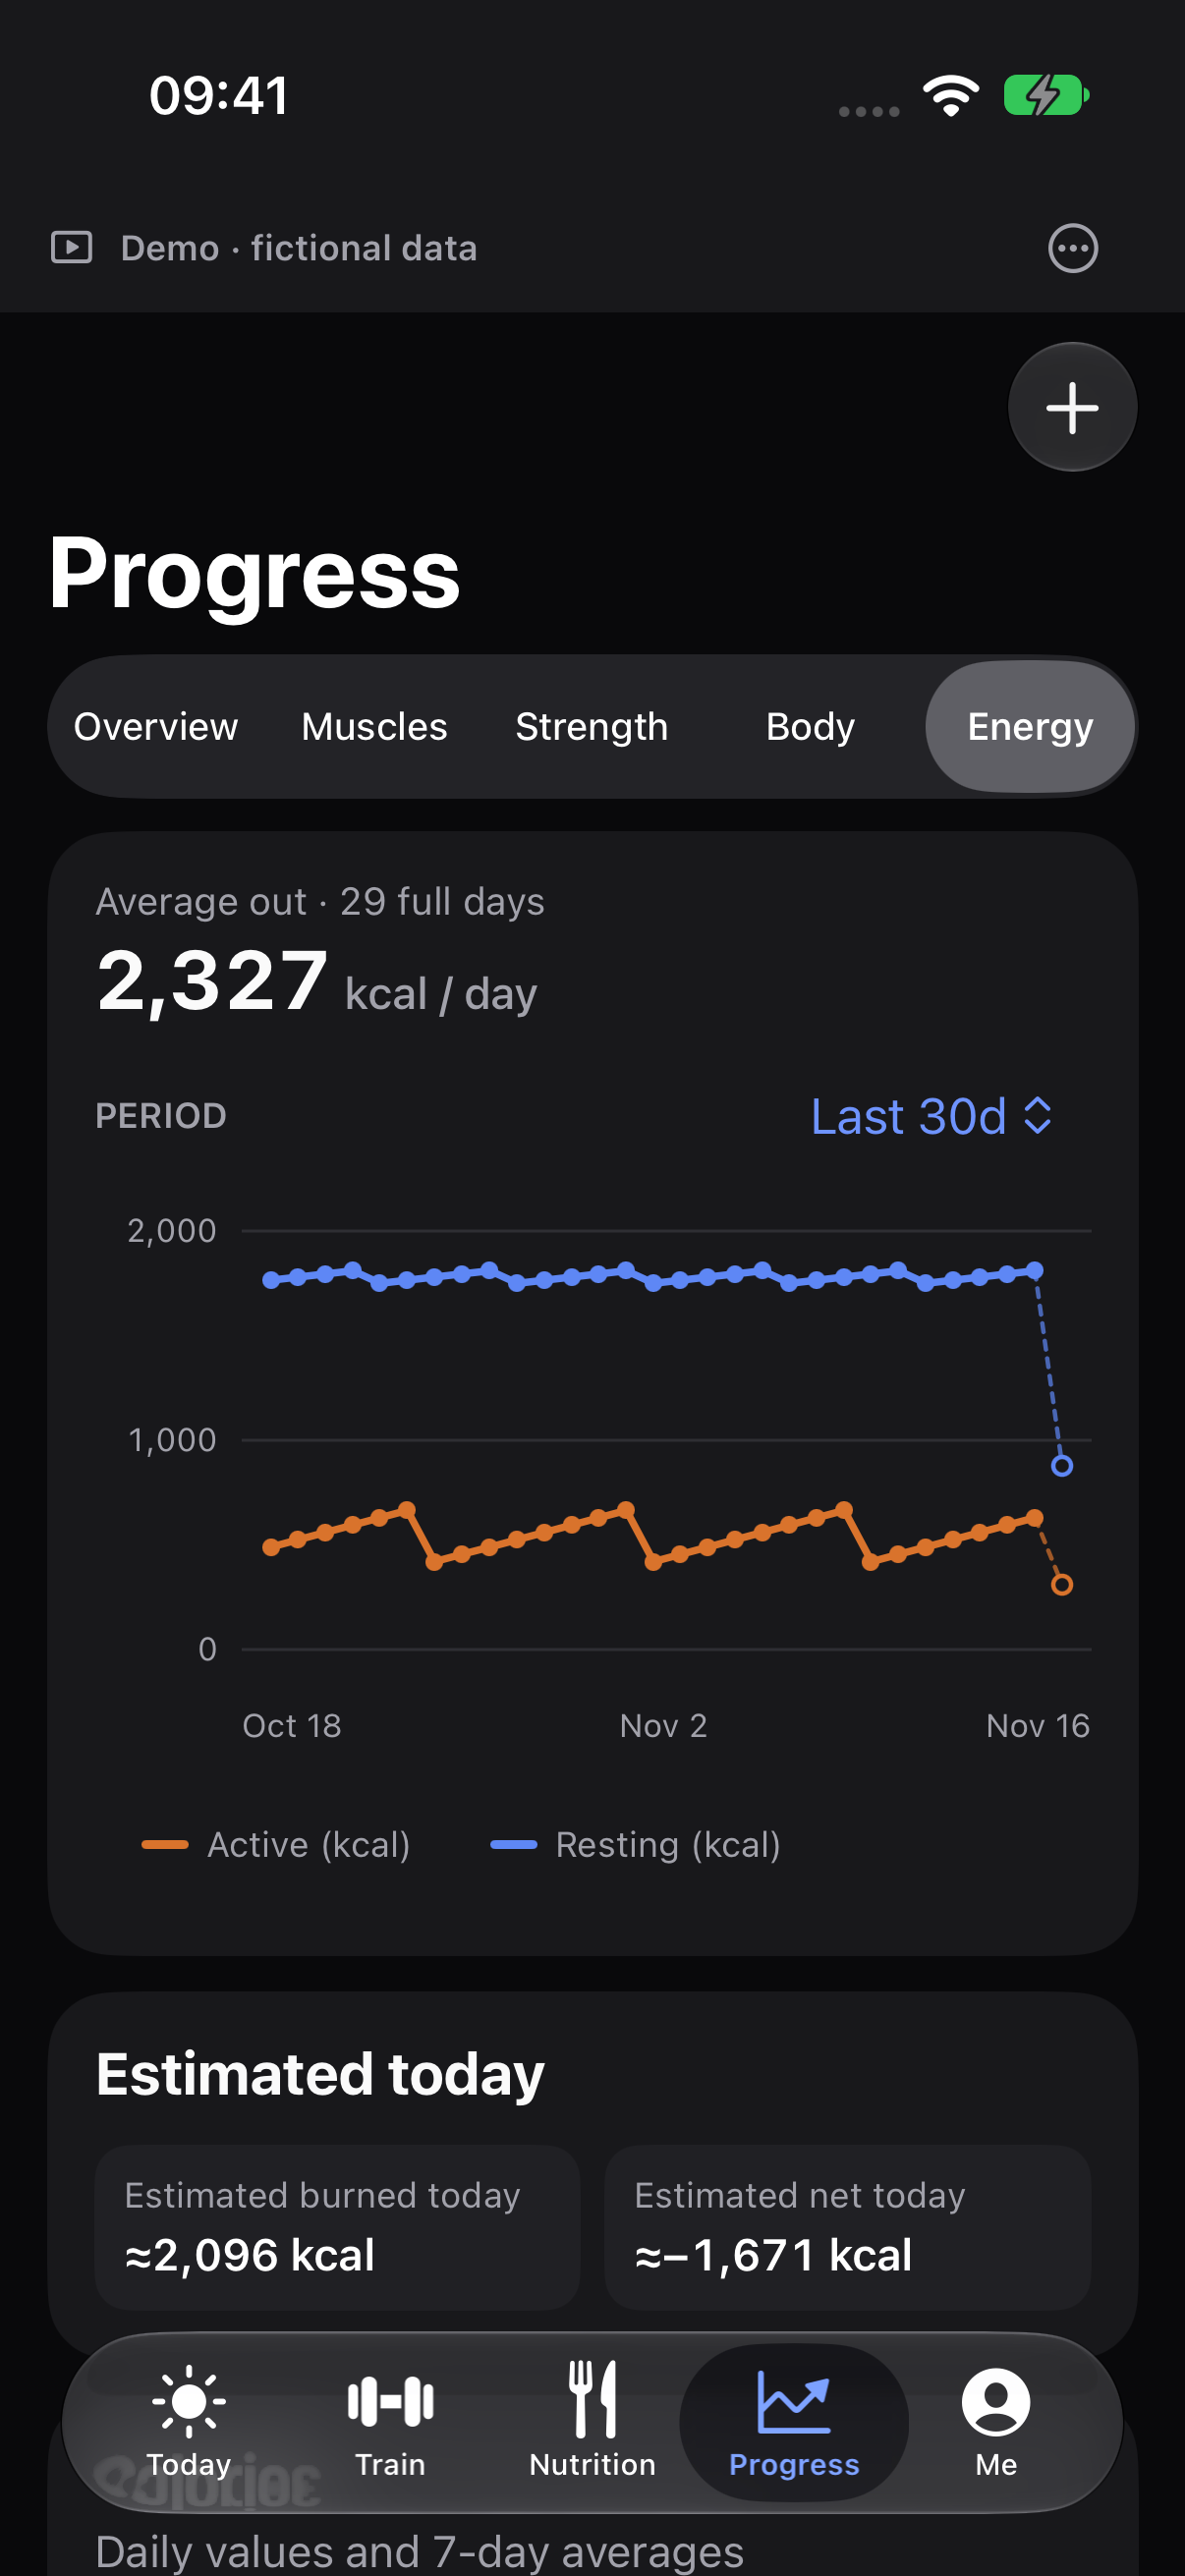 09:41
Demo · fictional data
Progress
Overview Muscles Strength Body Energy
Average out · 29 full days
2,327 kcal / day
PERIOD Last 30d
2,000
1,000
0
Oct 18 Nov 2 Nov 16
Active (kcal) Resting (kcal)
Estimated today
Estimated burned today Estimated net today
≈2,096 kcal ≈−1,671 kcal
Today Train Nutrition Progress Me
Daily values and 7-day averages